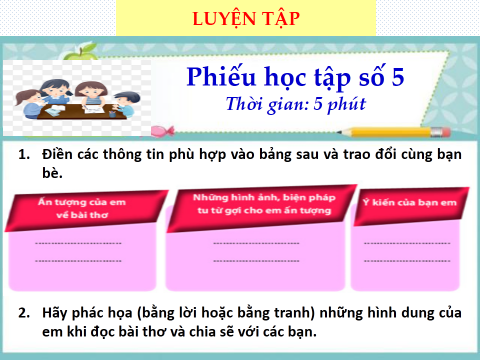 LUYỆN TẬP
Phiếu học tập số 5
Thời gian: 5 phút
1. Điền các thông tin phù hợp vào bảng sau và trao đổi cùng bạn
bè.
Ấn tượng của em
về bài thơ
Những hình ảnh, biện pháp
tu từ gợi cho em ấn tượng
Ý kiến của bạn em
2. Hãy phác họa (bằng lời hoặc bằng tranh) những hình dung của
em khi đọc bài thơ và chia sẽ với các bạn.